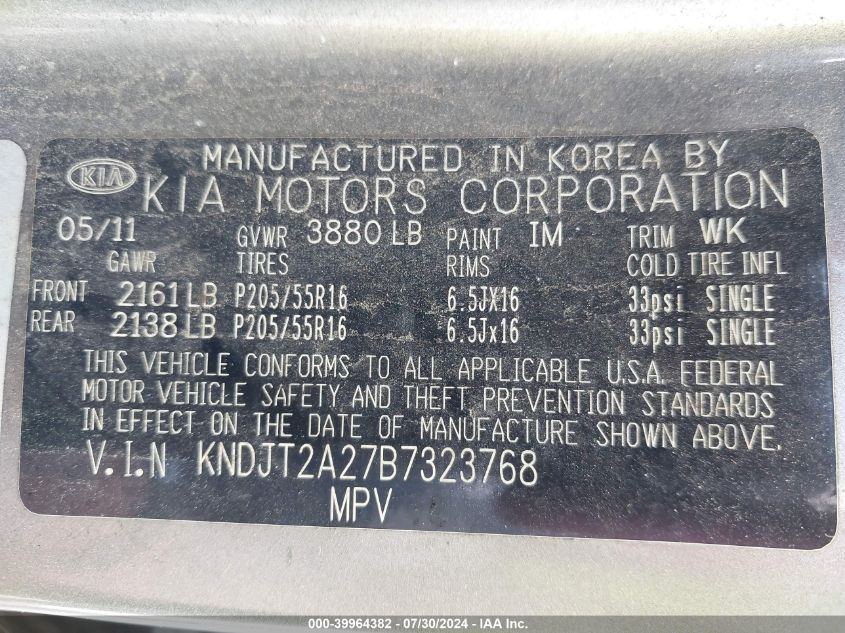 MANUFACTURED IN KOREA BY
KIA KIA MOTORS CORPORATION
05/11 GVWR 3880 LB PAINT IM TRIM WK
GAWR TIRES RIMS COLD TIRE INFL
FRONT 2161 LB P205/55R16 6.5JX16 33psi SINGLE
REAR 2138 LB P205/55R16 6.5Jx16 33psi SINGLE
THIS VEHICLE CONFORMS TO ALL APPLICABLE U.S.A. FEDERAL
MOTOR VEHICLE SAFETY AND THEFT PREVENTION STANDARDS
IN EFFECT ON THE DATE OF MANUFACTURE SHOWN ABOVE.
V.I.N KNDJT2A27B7323768
MPV
000-39964382 / 07/30/2024 - IAA Inc.